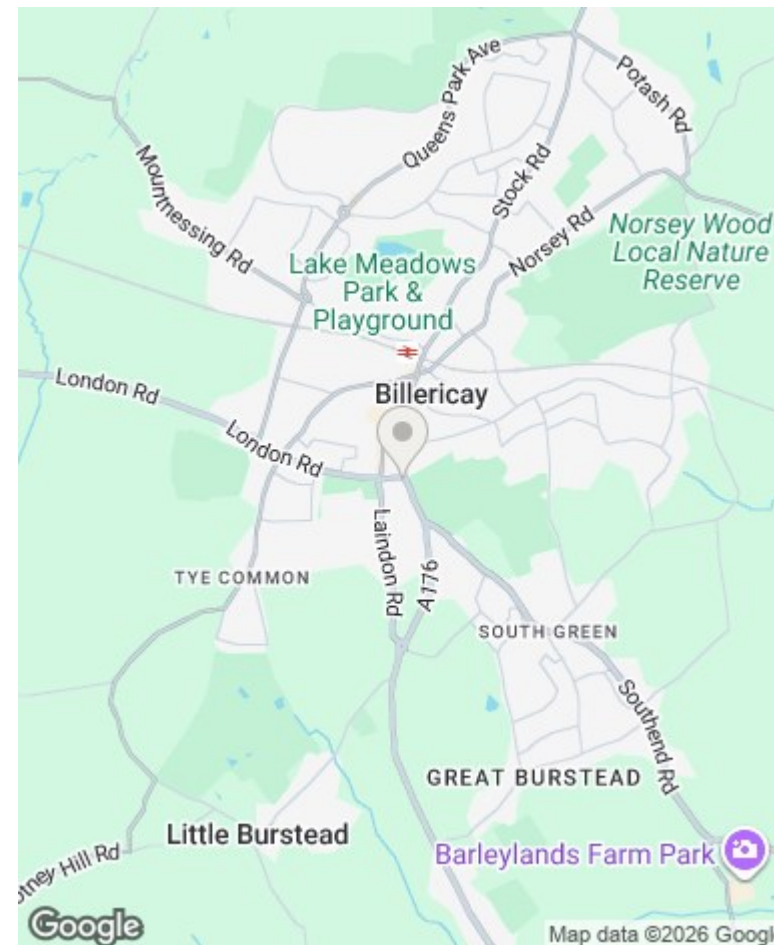 Queens Park Ave
Potash Rd
Mountnessing Rd
Stock Rd
Norsey Rd
Norsey Wood
Local Nature
Reserve
Lake Meadows
Park &
Playground
London Rd
Billericay
London Rd
Laindon Rd
A176
TYE COMMON
SOUTH GREEN
Southend Rd
GREAT BURSTEAD
Little Burstead
Barleylands Farm Park
otney Hill Rd
Google
Map data ©2026 Google